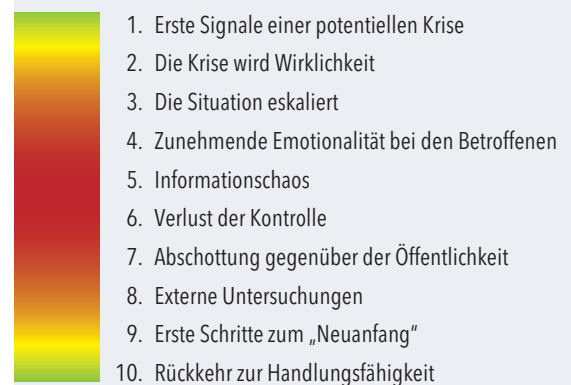 1. Erste Signale einer potentiellen Krise
2. Die Krise wird Wirklichkeit
3. Die Situation eskaliert
4. Zunehmende Emotionalität bei den Betroffenen
5. Informationschaos
6. Verlust der Kontrolle
7. Abschottung gegenüber der Öffentlichkeit
8. Externe Untersuchungen
9. Erste Schritte zum „Neuanfang“
10. Rückkehr zur Handlungsfähigkeit